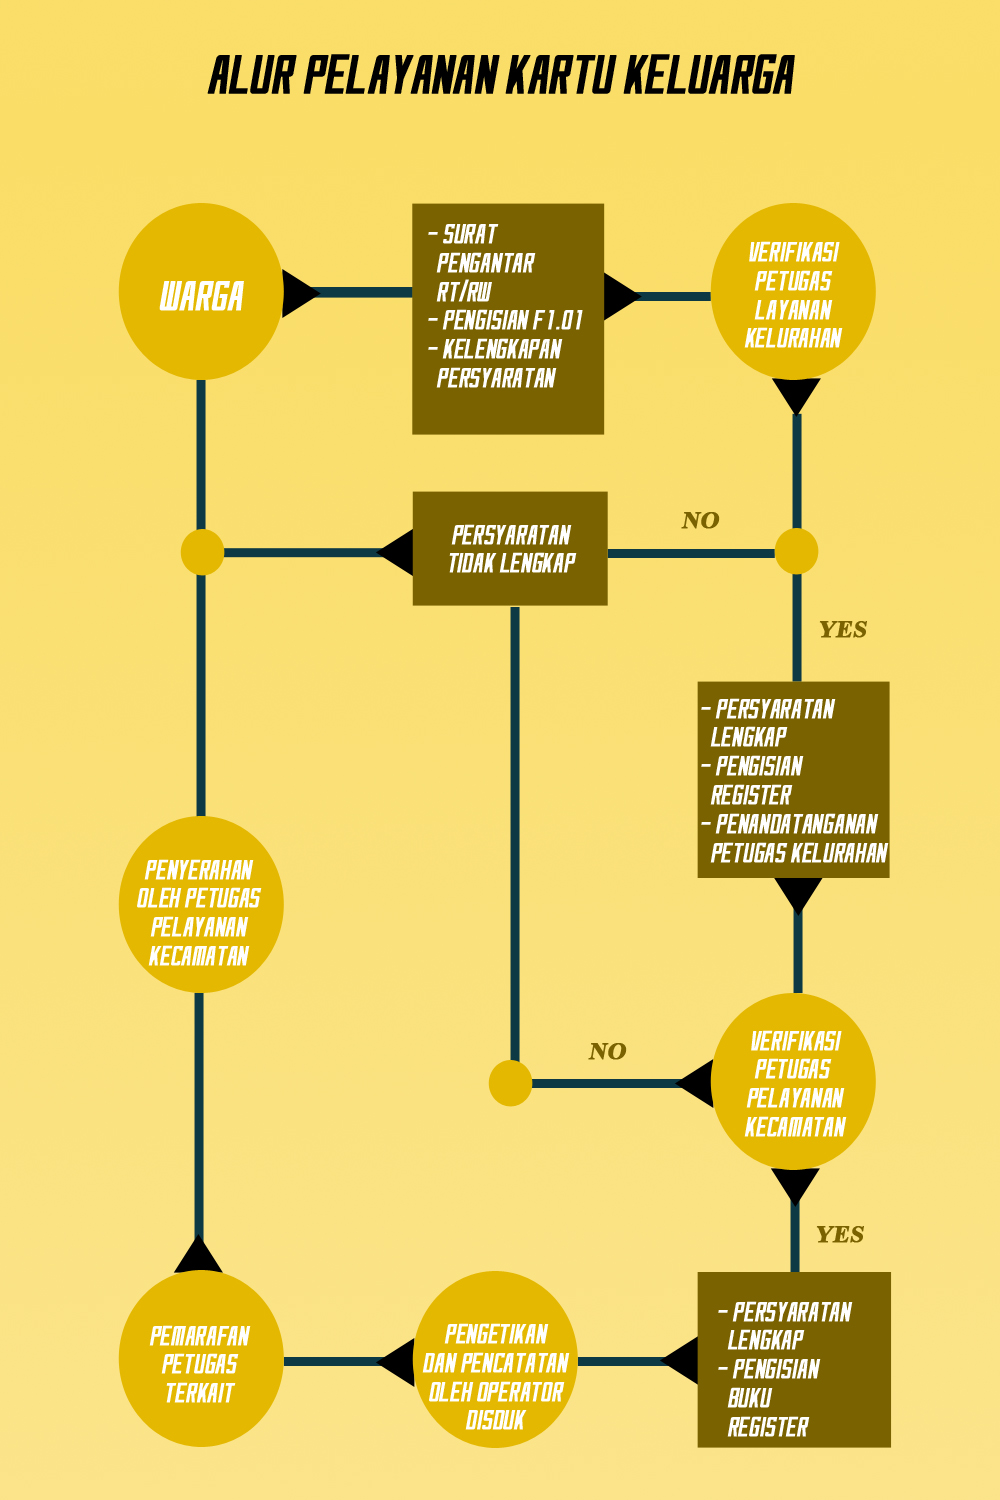 ALUR PELAYANAN KARTU KELUARGA
WARGA
- SURAT
PENGANTAR
RT/RW
- PENGISIAN F1.01
- KELENGKAPAN
PERSYARATAN
VERIFIKASI
PETUGAS
LAYANAN
KELURAHAN
PERSYARATAN
TIDAK LENGKAP
NO
YES
- PERSYARATAN
LENGKAP
- PENGISIAN
REGISTER
- PENANDATANGANAN
PETUGAS KELURAHAN
PENYERAHAN
OLEH PETUGAS
PELAYANAN
KECAMATAN
VERIFIKASI
PETUGAS
PELAYANAN
KECAMATAN
NO
YES
PEMARAFAN
PETUGAS
TERKAIT
PENGETIKAN
DAN PENCATATAN
OLEH OPERATOR
DISDUK
- PERSYARATAN
LENGKAP
- PENGISIAN
BUKU
REGISTER